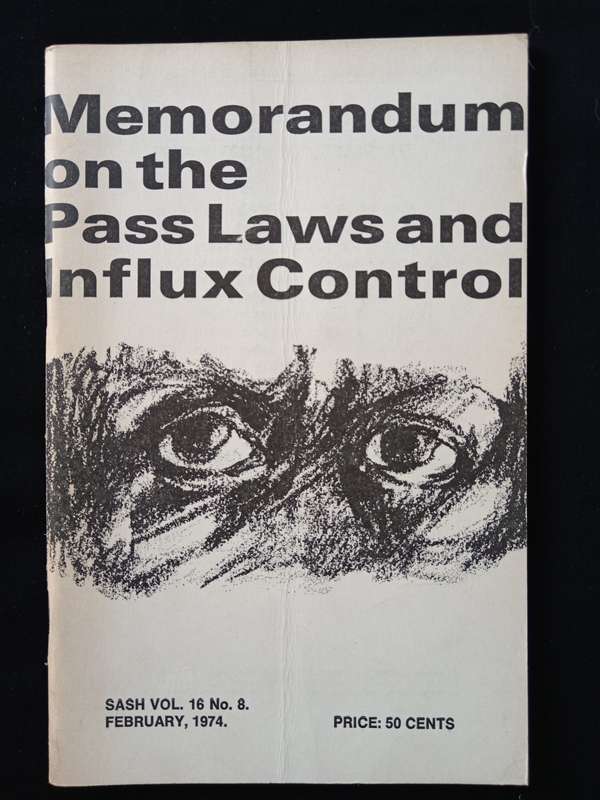 Memorandum
on the
Pass Laws and
Influx Control
SASH VOL. 16 No. 8.
FEBRUARY, 1974.
PRICE: 50 CENTS